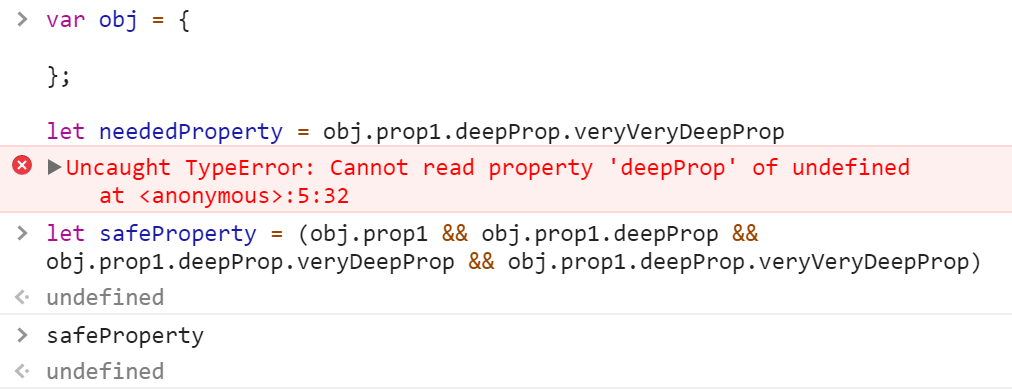 > var obj = {
};
let neededProperty = obj.prop1.deepProp.veryVeryDeepProp
Uncaught TypeError: Cannot read property 'deepProp' of undefined
at <anonymous>:5:32
> let safeProperty = (obj.prop1 && obj.prop1.deepProp &&
obj.prop1.deepProp.veryDeepProp && obj.prop1.deepProp.veryVeryDeepProp)
undefined
> safeProperty
undefined